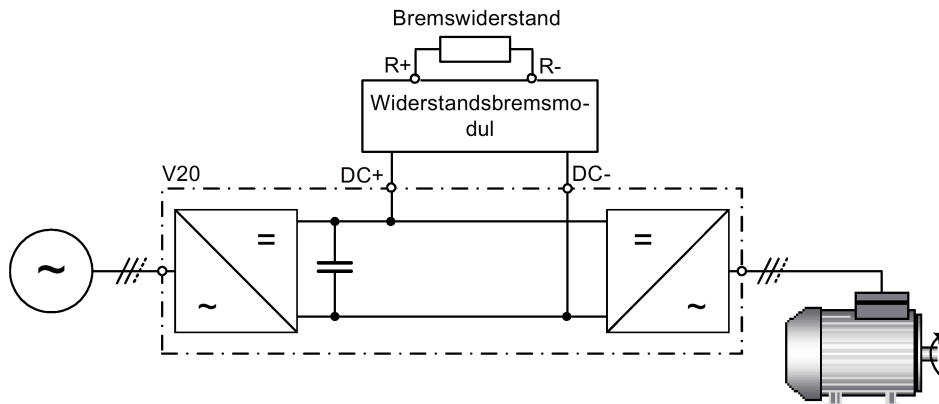 Bremswiderstand
R+
R-
Widerstandsbremsmo-
dul
V20
DC+
DC-
=
=
~
~
~